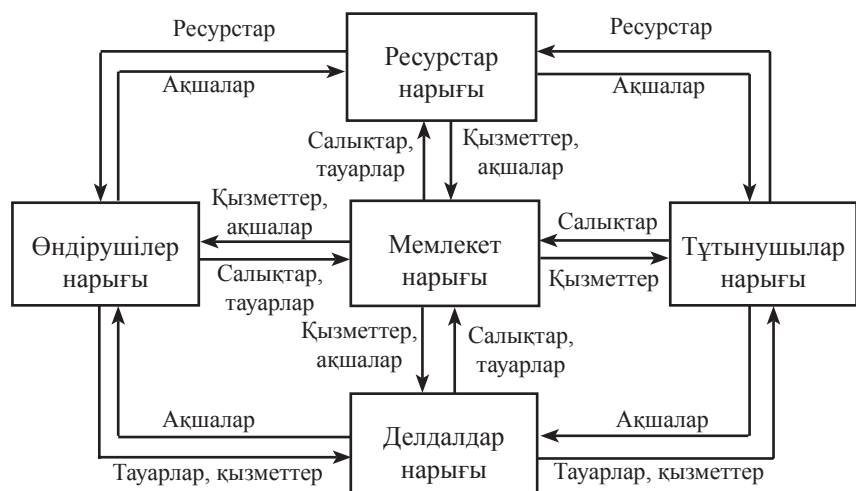 Ресурстар
Ресурстар
Ресурстар
нарығы
Ақшалар
Ақшалар
Салықтар,
тауарлар
Қызметтер,
ақшалар
Қызметтер,
ақшалар
Салықтар
Өндірушілер
нарығы
Мемлекет
нарығы
Тұтынушылар
нарығы
Салықтар,
тауарлар
Қызметтер
Қызметтер,
ақшалар
Салықтар,
тауарлар
Ақшалар
Ақшалар
Делдалдар
нарығы
Тауарлар, қызметтер
Тауарлар, қызметтер